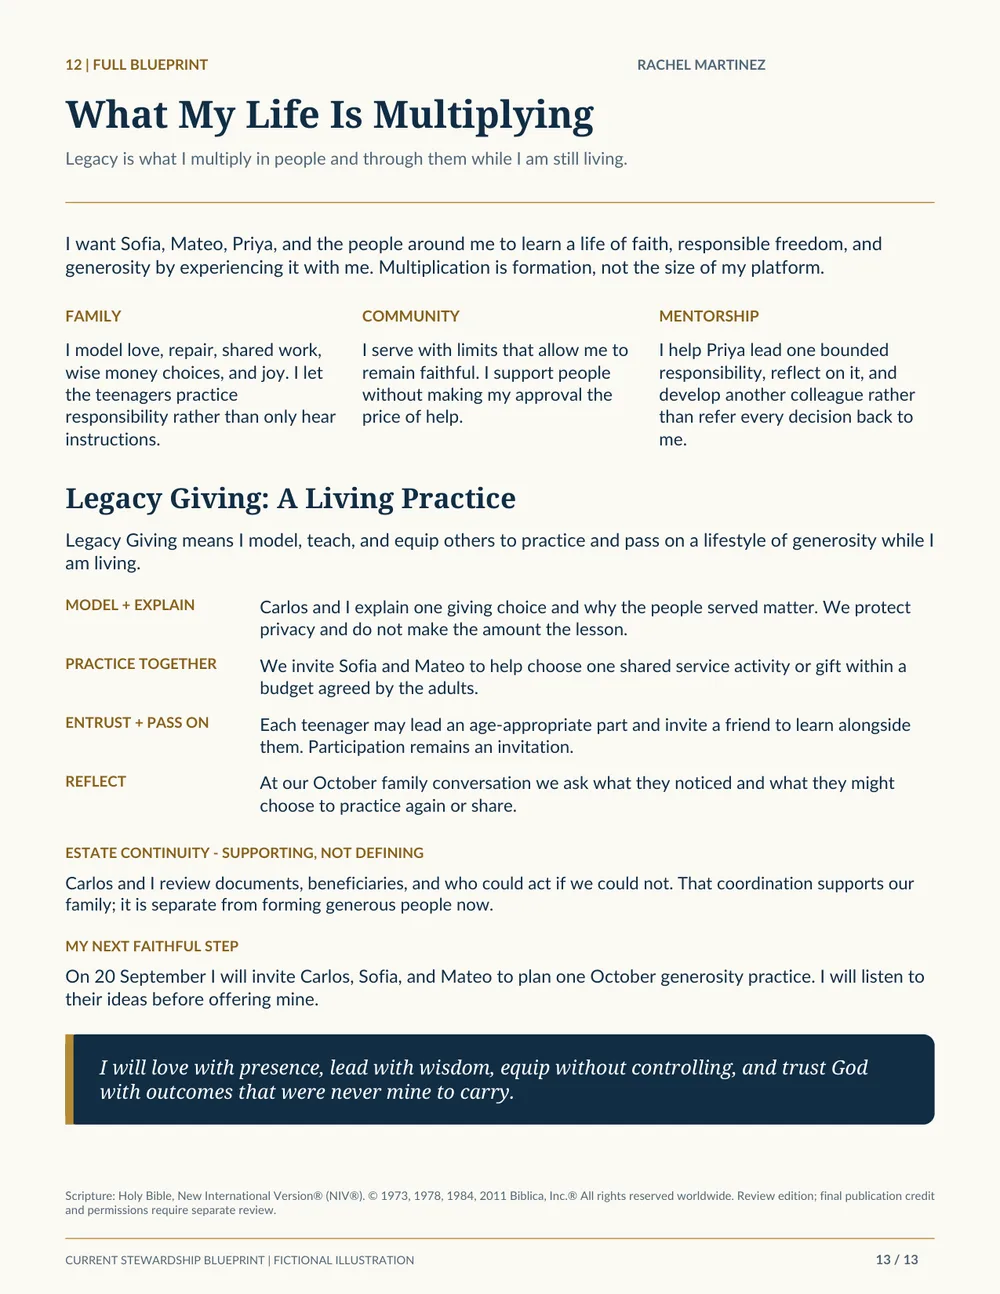 12 | FULL BLUEPRINT
RACHEL MARTINEZ
What My Life Is Multiplying
Legacy is what I multiply in people and through them while I am still living.
I want Sofia, Mateo, Priya, and the people around me to learn a life of faith, responsible freedom, and
generosity by experiencing it with me. Multiplication is formation, not the size of my platform.
FAMILY
I model love, repair, shared work,
wise money choices, and joy. I let
the teenagers practice
responsibility rather than only hear
instructions.
COMMUNITY
I serve with limits that allow me to
remain faithful. I support people
without making my approval the
price of help.
MENTORSHIP
I help Priya lead one bounded
responsibility, reflect on it, and
develop another colleague rather
than refer every decision back to
me.
Legacy Giving: A Living Practice
Legacy Giving means I model, teach, and equip others to practice and pass on a lifestyle of generosity while I
am living.
MODEL + EXPLAIN
Carlos and I explain one giving choice and why the people served matter. We protect
privacy and do not make the amount the lesson.
PRACTICE TOGETHER
We invite Sofia and Mateo to help choose one shared service activity or gift within a
budget agreed by the adults.
ENTRUST + PASS ON
Each teenager may lead an age-appropriate part and invite a friend to learn alongside
them. Participation remains an invitation.
REFLECT
At our October family conversation we ask what they noticed and what they might
choose to practice again or share.
ESTATE CONTINUITY - SUPPORTING, NOT DEFINING
Carlos and I review documents, beneficiaries, and who could act if we could not. That coordination supports our
family; it is separate from forming generous people now.
MY NEXT FAITHFUL STEP
On 20 September I will invite Carlos, Sofia, and Mateo to plan one October generosity practice. I will listen to
their ideas before offering mine.
I will love with presence, lead with wisdom, equip without controlling, and trust God
with outcomes that were never mine to carry.
Scripture: Holy Bible, New International Version® (NIV®). © 1973, 1978, 1984, 2011 Biblica, Inc.® All rights reserved worldwide. Review edition; final publication credit
and permissions require separate review.
CURRENT STEWARDSHIP BLUEPRINT | FICTIONAL ILLUSTRATION
13 / 13